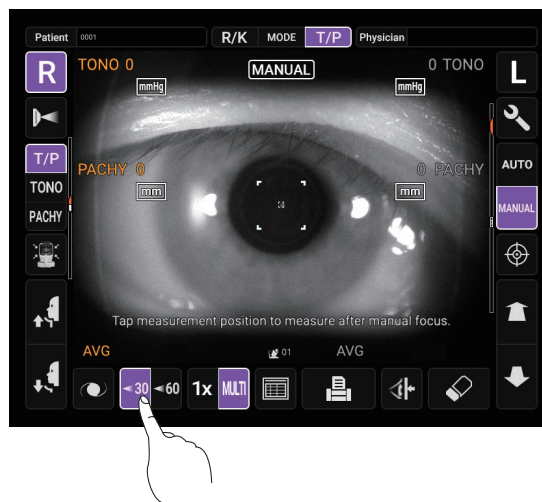 Patient 0001 R/K MODE T/P Physician
R TONO 0 MANUAL 0 TONO L
mmHg mmHg
T/P AUTO
PACHY 0 0 PACHY
TONO mm mm
MANUAL
PACHY
Tap measurement position to measure after manual focus.
AVG 01 AVG
30 60 1x MULTI